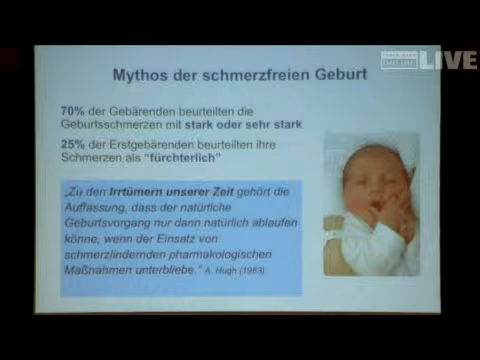 LIVE
Mythos der schmerzfreien Geburt
70% der Gebärenden beurteilten die
Geburtsschmerzen mit stark oder sehr stark
25% der Erstgebärenden beurteilten ihre
Schmerzen als “fürchterlich”
„Zu den Irrtümern unserer Zeit gehört die
Auffassung, dass der natürliche
Geburtsvorgang nur dann natürlich ablaufen
könne, wenn der Einsatz von
schmerzlindernden pharmakologischen
Maßnahmen unterbliebe.” A. Hugh (1983)